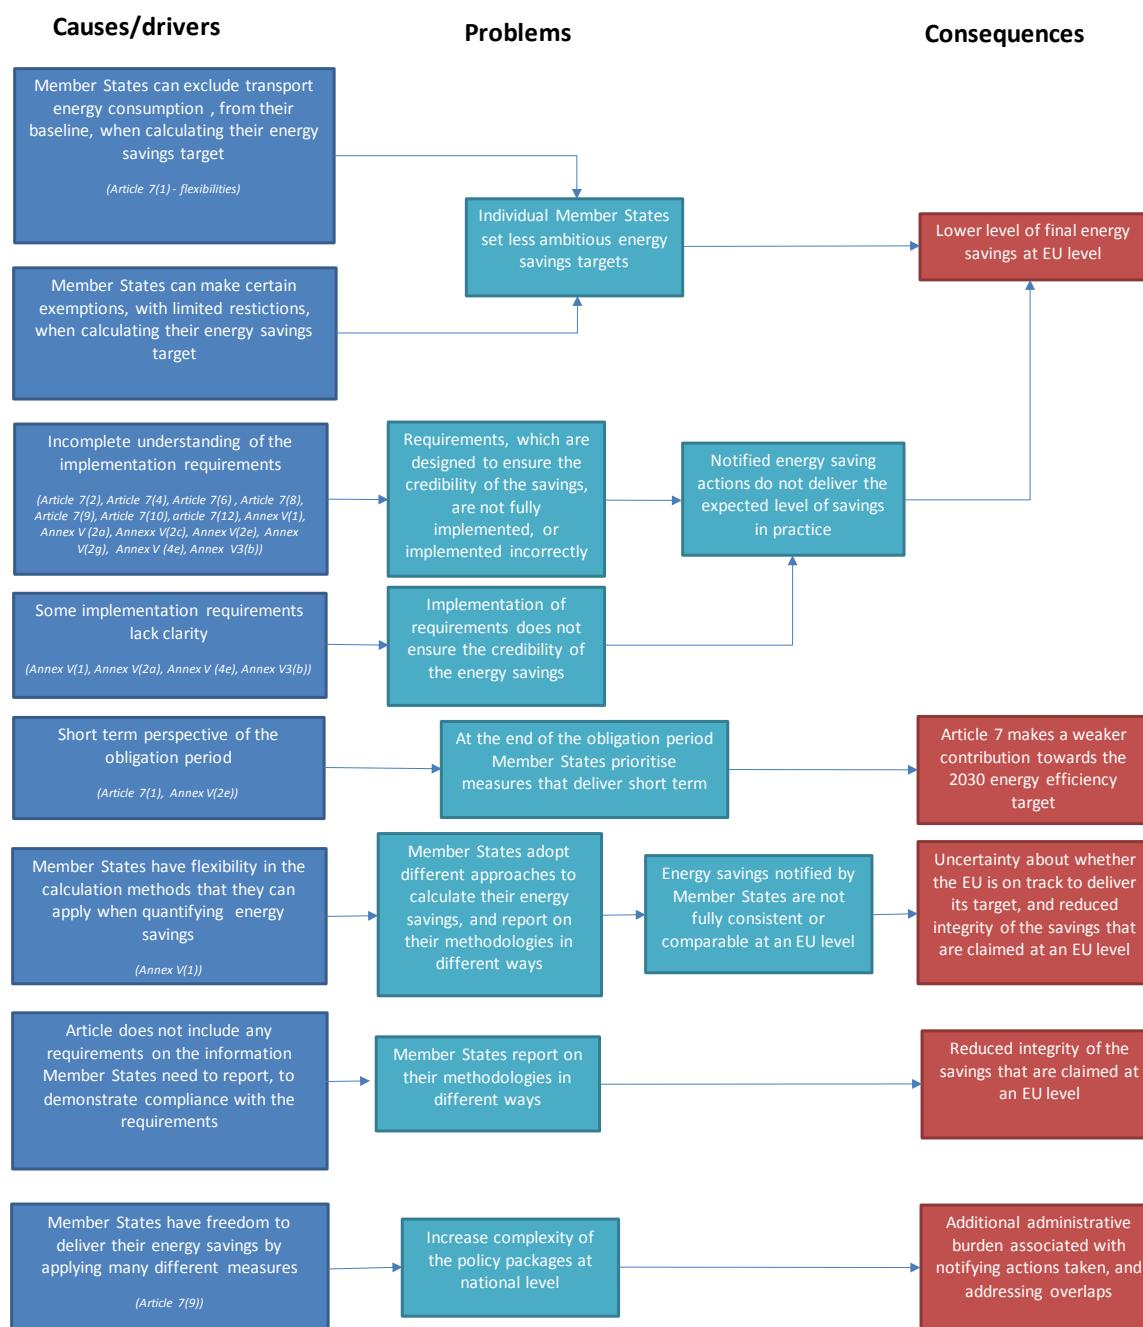 Causes/drivers
Problems
Consequences
Member States can exclude transport
energy consumption , from their
baseline, when calculating their energy
savings target
(Article 7(1) - flexibilities)
Individual Member States
set less ambitious energy
savings targets
Lower level of final energy
savings at EU level
Member States can make certain
exemptions, with limited restictions,
when calculating their energy savings
target
Incomplete understanding of the
implementation requirements
(Article 7(2), Article 7(4), Article 7(6) , Article 7(8),
Article 7(9), Article 7(10), article 7(12), Annex V(1),
Annex V (2a), Annexx V(2c), Annex V(2e), Annex
V(2g), Annex V (4e), Annex V3(b))
Requirements, which are
designed to ensure the
credibility of the savings,
are not fully
implemented, or
implemented incorrectly
Notified energy saving
actions do not deliver the
expected level of savings
in practice
Some implementation requirements
lack clarity
(Annex V(1), Annex V(2a), Annex V (4e), Annex V3(b))
Implementation of
requirements does not
ensure the credibility of
the energy savings
Short term perspective of the
obligation period
(Article 7(1), Annex V(2e))
At the end of the obligation period
Member States prioritise
measures that deliver short term
Article 7 makes a weaker
contribution towards the
2030 energy efficiency
target
Member States have flexibility in the
calculation methods that they can
apply when quantifying energy
savings
(Annex V(1))
Member States adopt
different approaches to
calculate their energy
savings, and report on
their methodologies in
different ways
Energy savings notified by
Member States are not
fully consistent or
comparable at an EU level
Uncertainty about whether
the EU is on track to deliver
its target, and reduced
integrity of the savings that
are claimed at an EU level
Article does not include any
requirements on the information
Member States need to report, to
demonstrate compliance with the
requirements
Member States report on
their methodologies in
different ways
Reduced integrity of the
savings that are claimed at
an EU level
Member States have freedom to
deliver their energy savings by
applying many different measures
(Article 7(9))
Increase complexity of
the policy packages at
national level
Additional administrative
burden associated with
notifying actions taken, and
addressing overlaps